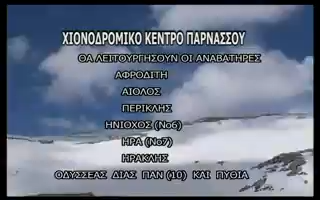 ΧΙΟΝΟΔΡΟΜΙΚΟ ΚΕΝΤΡΟ ΠΑΡΝΑΣΣΟΥ
ΘΑ ΛΕΙΤΟΥΡΓΗΣΟΥΝ ΟΙ ΑΝΑΒΑΤΗΡΕΣ
ΑΦΡΟΔΙΤΗ
ΑΙΟΛΟΣ
ΠΕΡΙΚΛΗΣ
ΗΝΙΟΧΟΣ (Νο6)
ΗΡΑ (Νο7)
ΗΡΑΚΛΗΣ
ΟΔΥΣΣΕΑΣ ΔΙΑΣ ΠΑΝ (10) ΚΑΙ ΠΥΘΙΑ